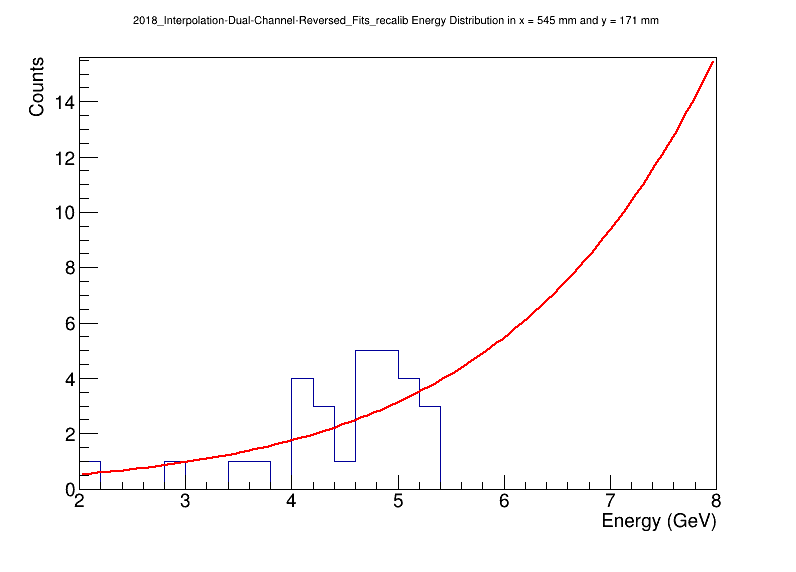 2018_Interpolation-Dual-Channel-Reversed_Fits_recalib Energy Distribution in x = 545 mm and y = 171 mm
Counts
14
12
10
8
6
4
2
0
2 3 4 5 6 7 8
Energy (GeV)